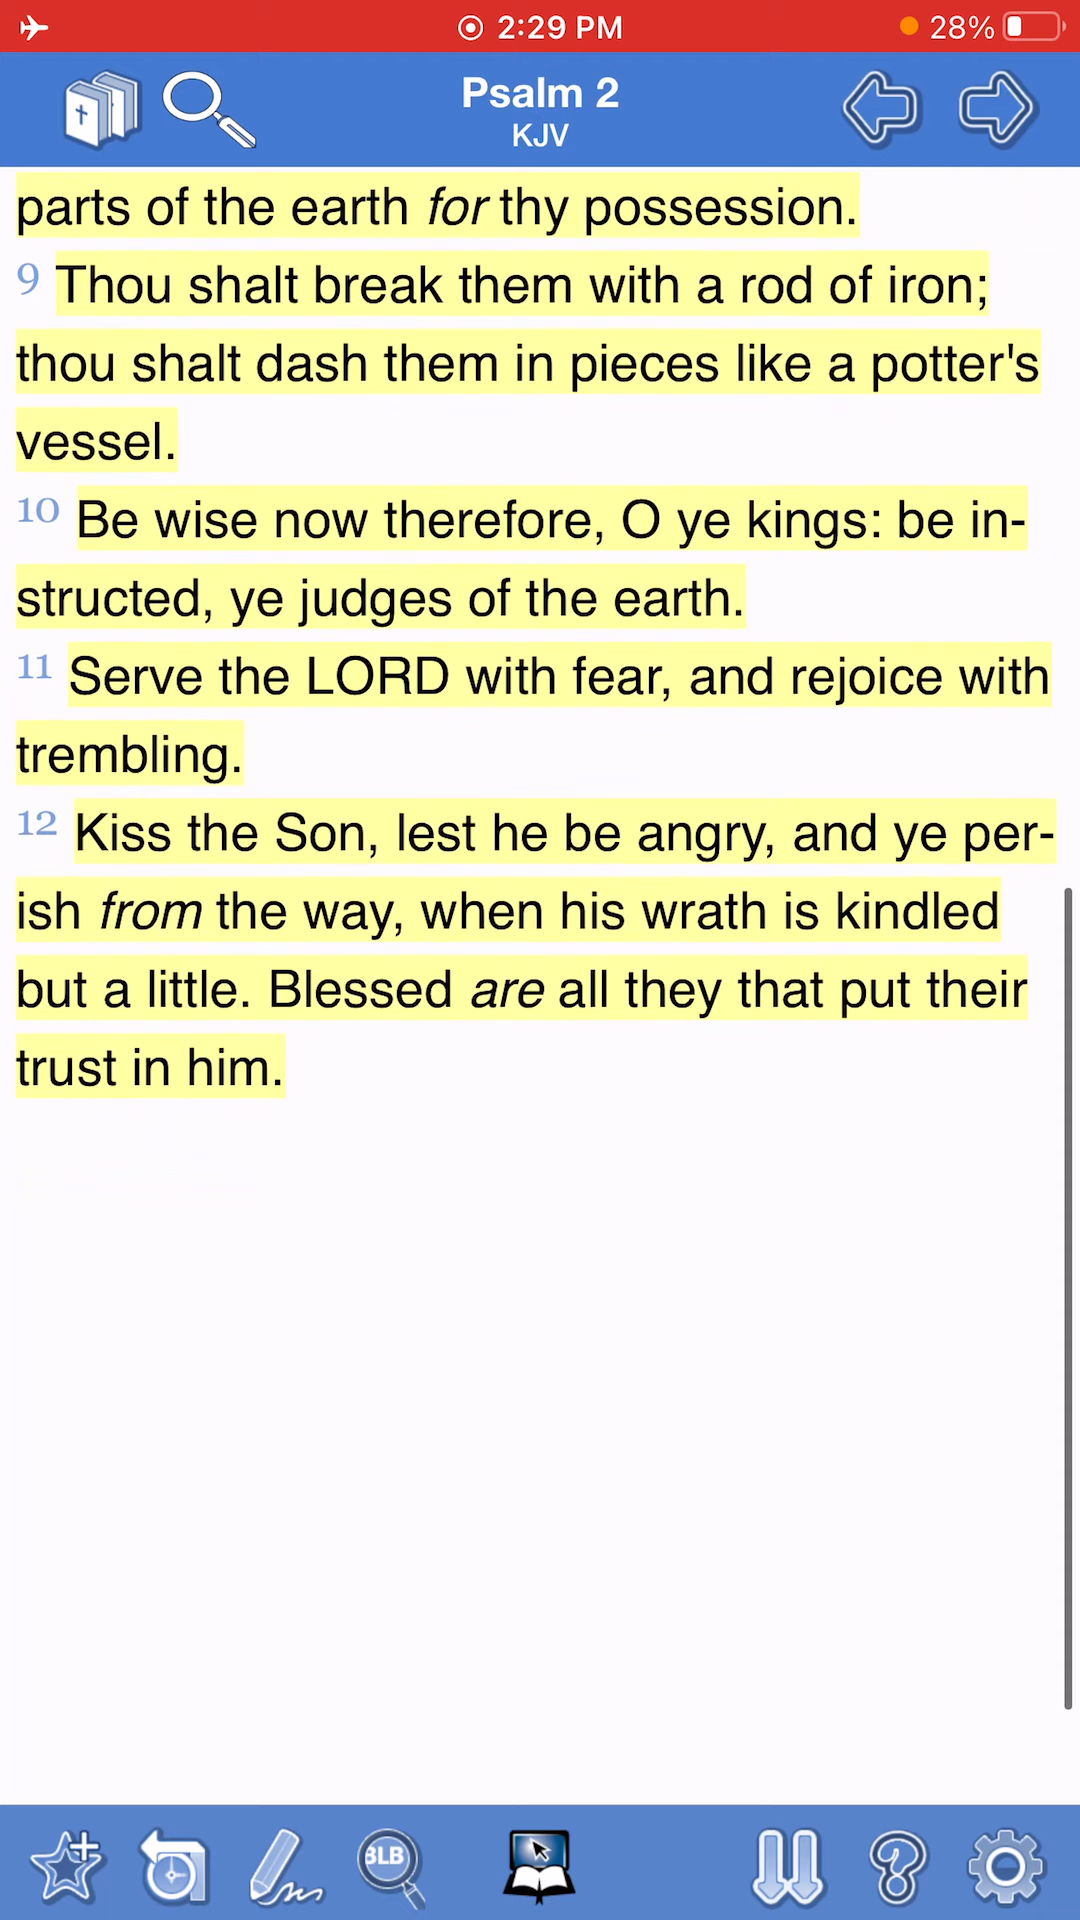 2:29 PM
28%
Psalm 2
KJV
parts of the earth for thy possession.
9 Thou shalt break them with a rod of iron;
thou shalt dash them in pieces like a potter's
vessel.
10 Be wise now therefore, O ye kings: be in-
structed, ye judges of the earth.
11 Serve the LORD with fear, and rejoice with
trembling.
12 Kiss the Son, lest he be angry, and ye per-
ish from the way, when his wrath is kindled
but a little. Blessed are all they that put their
trust in him.
BLB